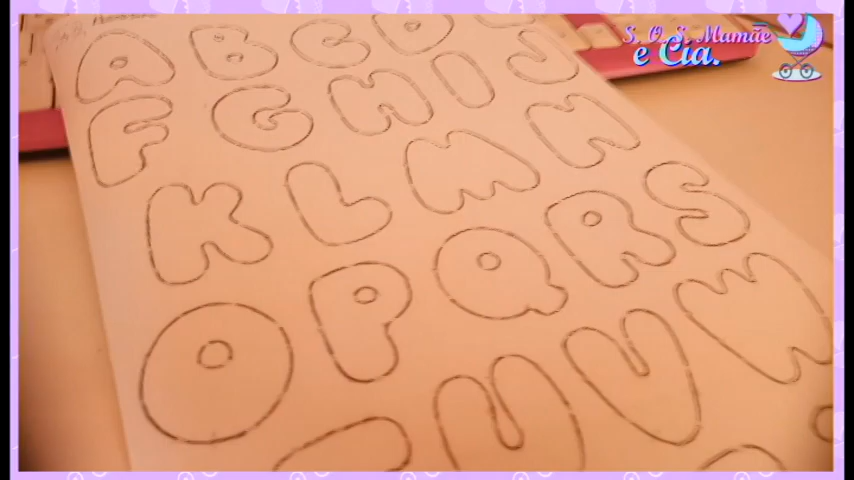 S. O. S. Mamãe
e Cia.
A B C D
F G H I J
K L M N
O P Q R S
U V W